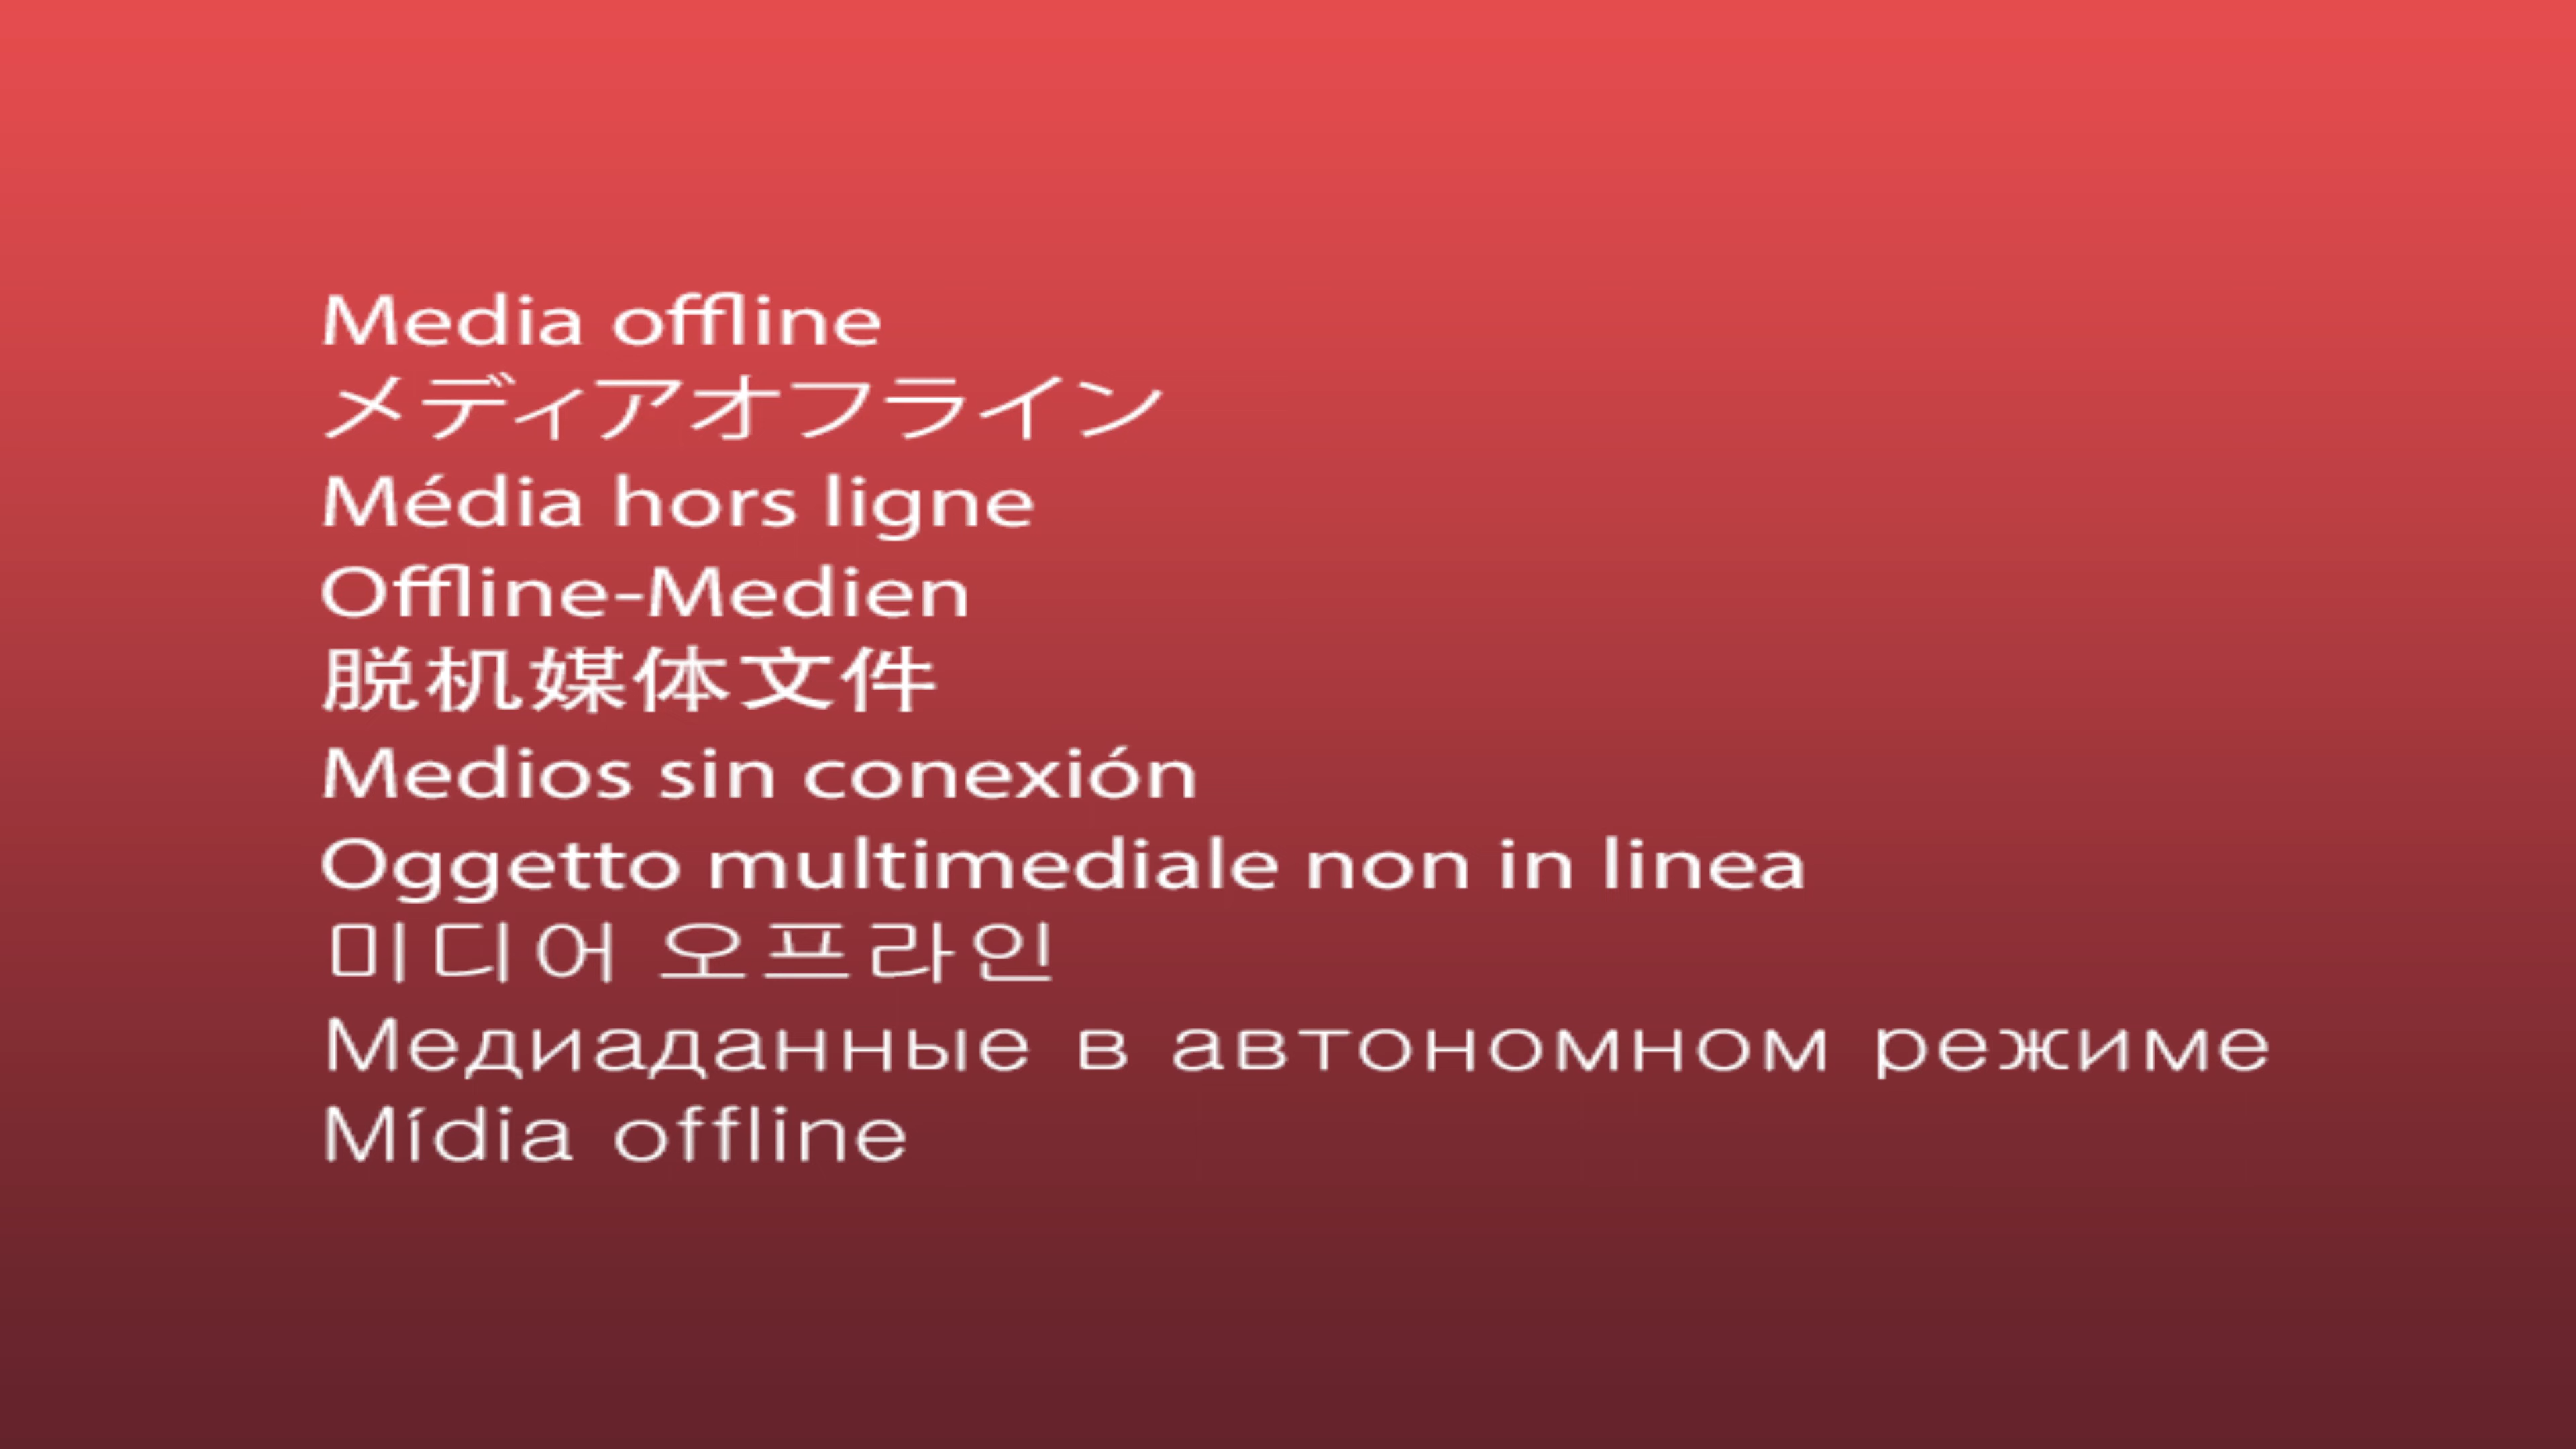 Media offline
メディアオフライン
Média hors ligne
Offline-Medien
脱机媒体文件
Medios sin conexión
Oggetto multimediale non in linea
미디어 오프라인
Медиаданные в автономном режиме
Mídia offline